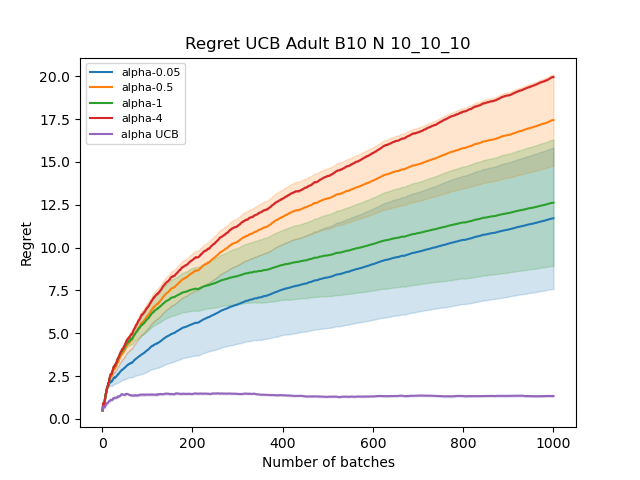 Regret UCB Adult B10 N 10_10_10
20.0
17.5
15.0
12.5
10.0
7.5
5.0
2.5
0.0
Regret
alpha-0.05
alpha-0.5
alpha-1
alpha-4
alpha UCB
0 200 400 600 800 1000
Number of batches